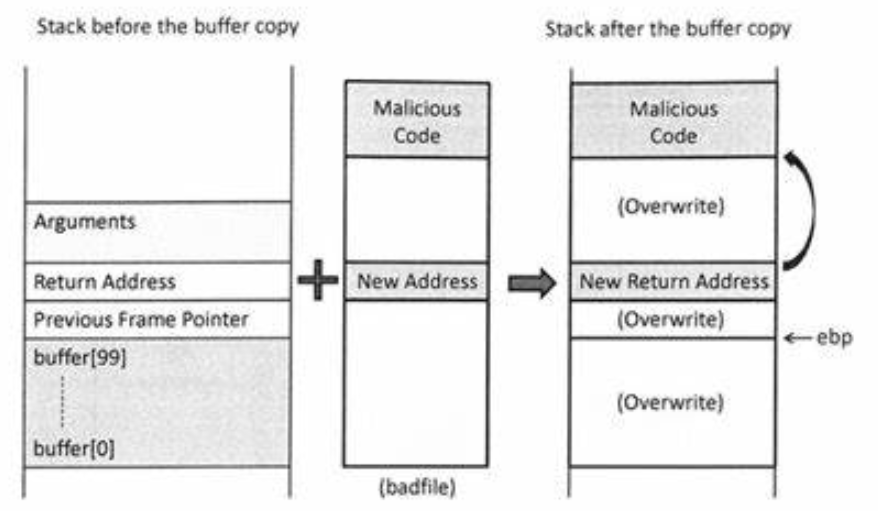 Stack before the buffer copy
Stack after the buffer copy
Malicious
Code
Malicious
Code
Arguments
(Overwrite)
Return Address
New Address
New Return Address
Previous Frame Pointer
(Overwrite)
ebp
buffer[99]
(Overwrite)
buffer[0]
(badfile)